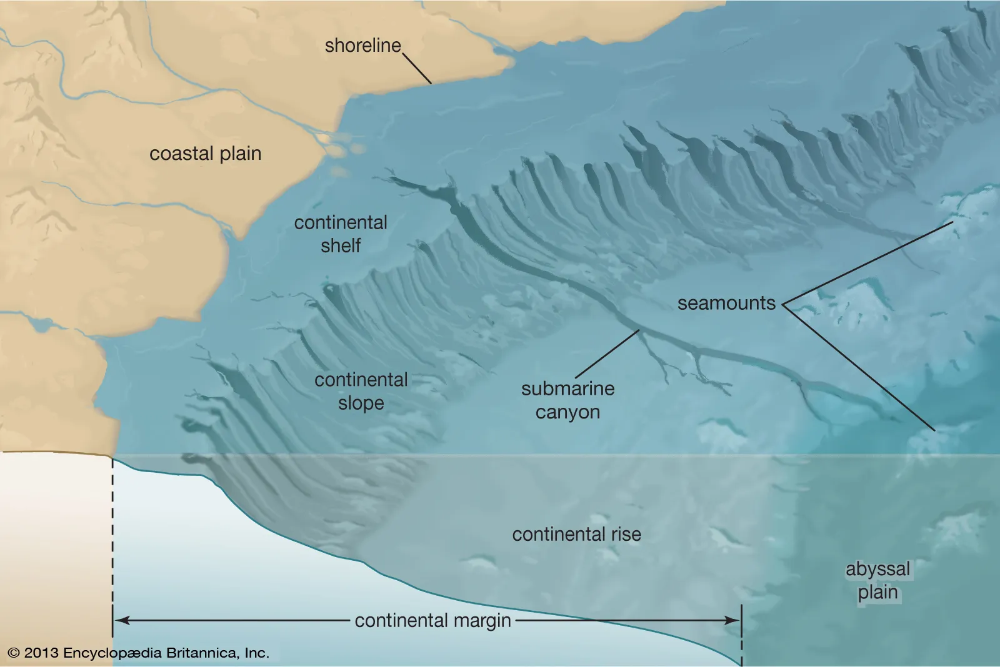 shoreline
coastal plain
continental
shelf
seamounts
continental
slope
submarine
canyon
continental rise
abyssal
plain
continental margin
© 2013 Encyclopædia Britannica, Inc.